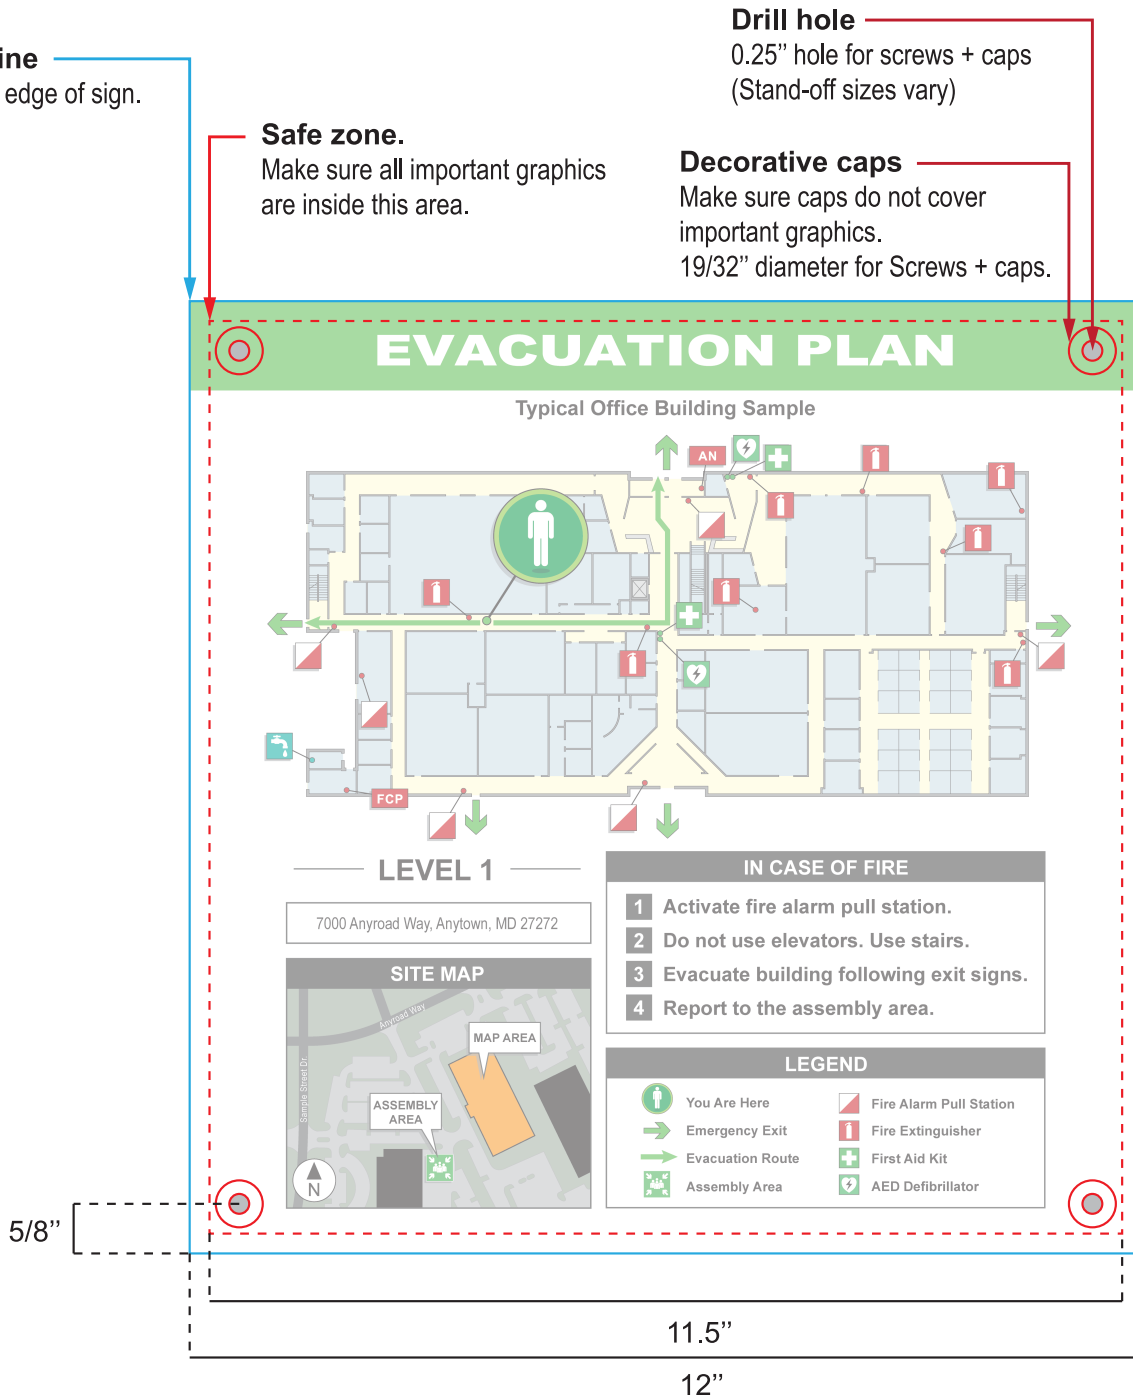 ine
edge of sign.
Safe zone.
Make sure all important graphics
are inside this area.
Drill hole
0.25’’ hole for screws + caps
(Stand-off sizes vary)
Decorative caps
Make sure caps do not cover
important graphics.
19/32’’ diameter for Screws + caps.
EVACUATION PLAN
Typical Office Building Sample
AN
FCP
LEVEL 1
7000 Anyroad Way, Anytown, MD 27272
SITE MAP
Anyroad Way
Sample Street Dr.
MAP AREA
ASSEMBLY
AREA
N
IN CASE OF FIRE
1 Activate fire alarm pull station.
2 Do not use elevators. Use stairs.
3 Evacuate building following exit signs.
4 Report to the assembly area.
LEGEND
You Are Here
Emergency Exit
Evacuation Route
Assembly Area
Fire Alarm Pull Station
Fire Extinguisher
First Aid Kit
AED Defibrillator
5/8’’
11.5’’
12’’